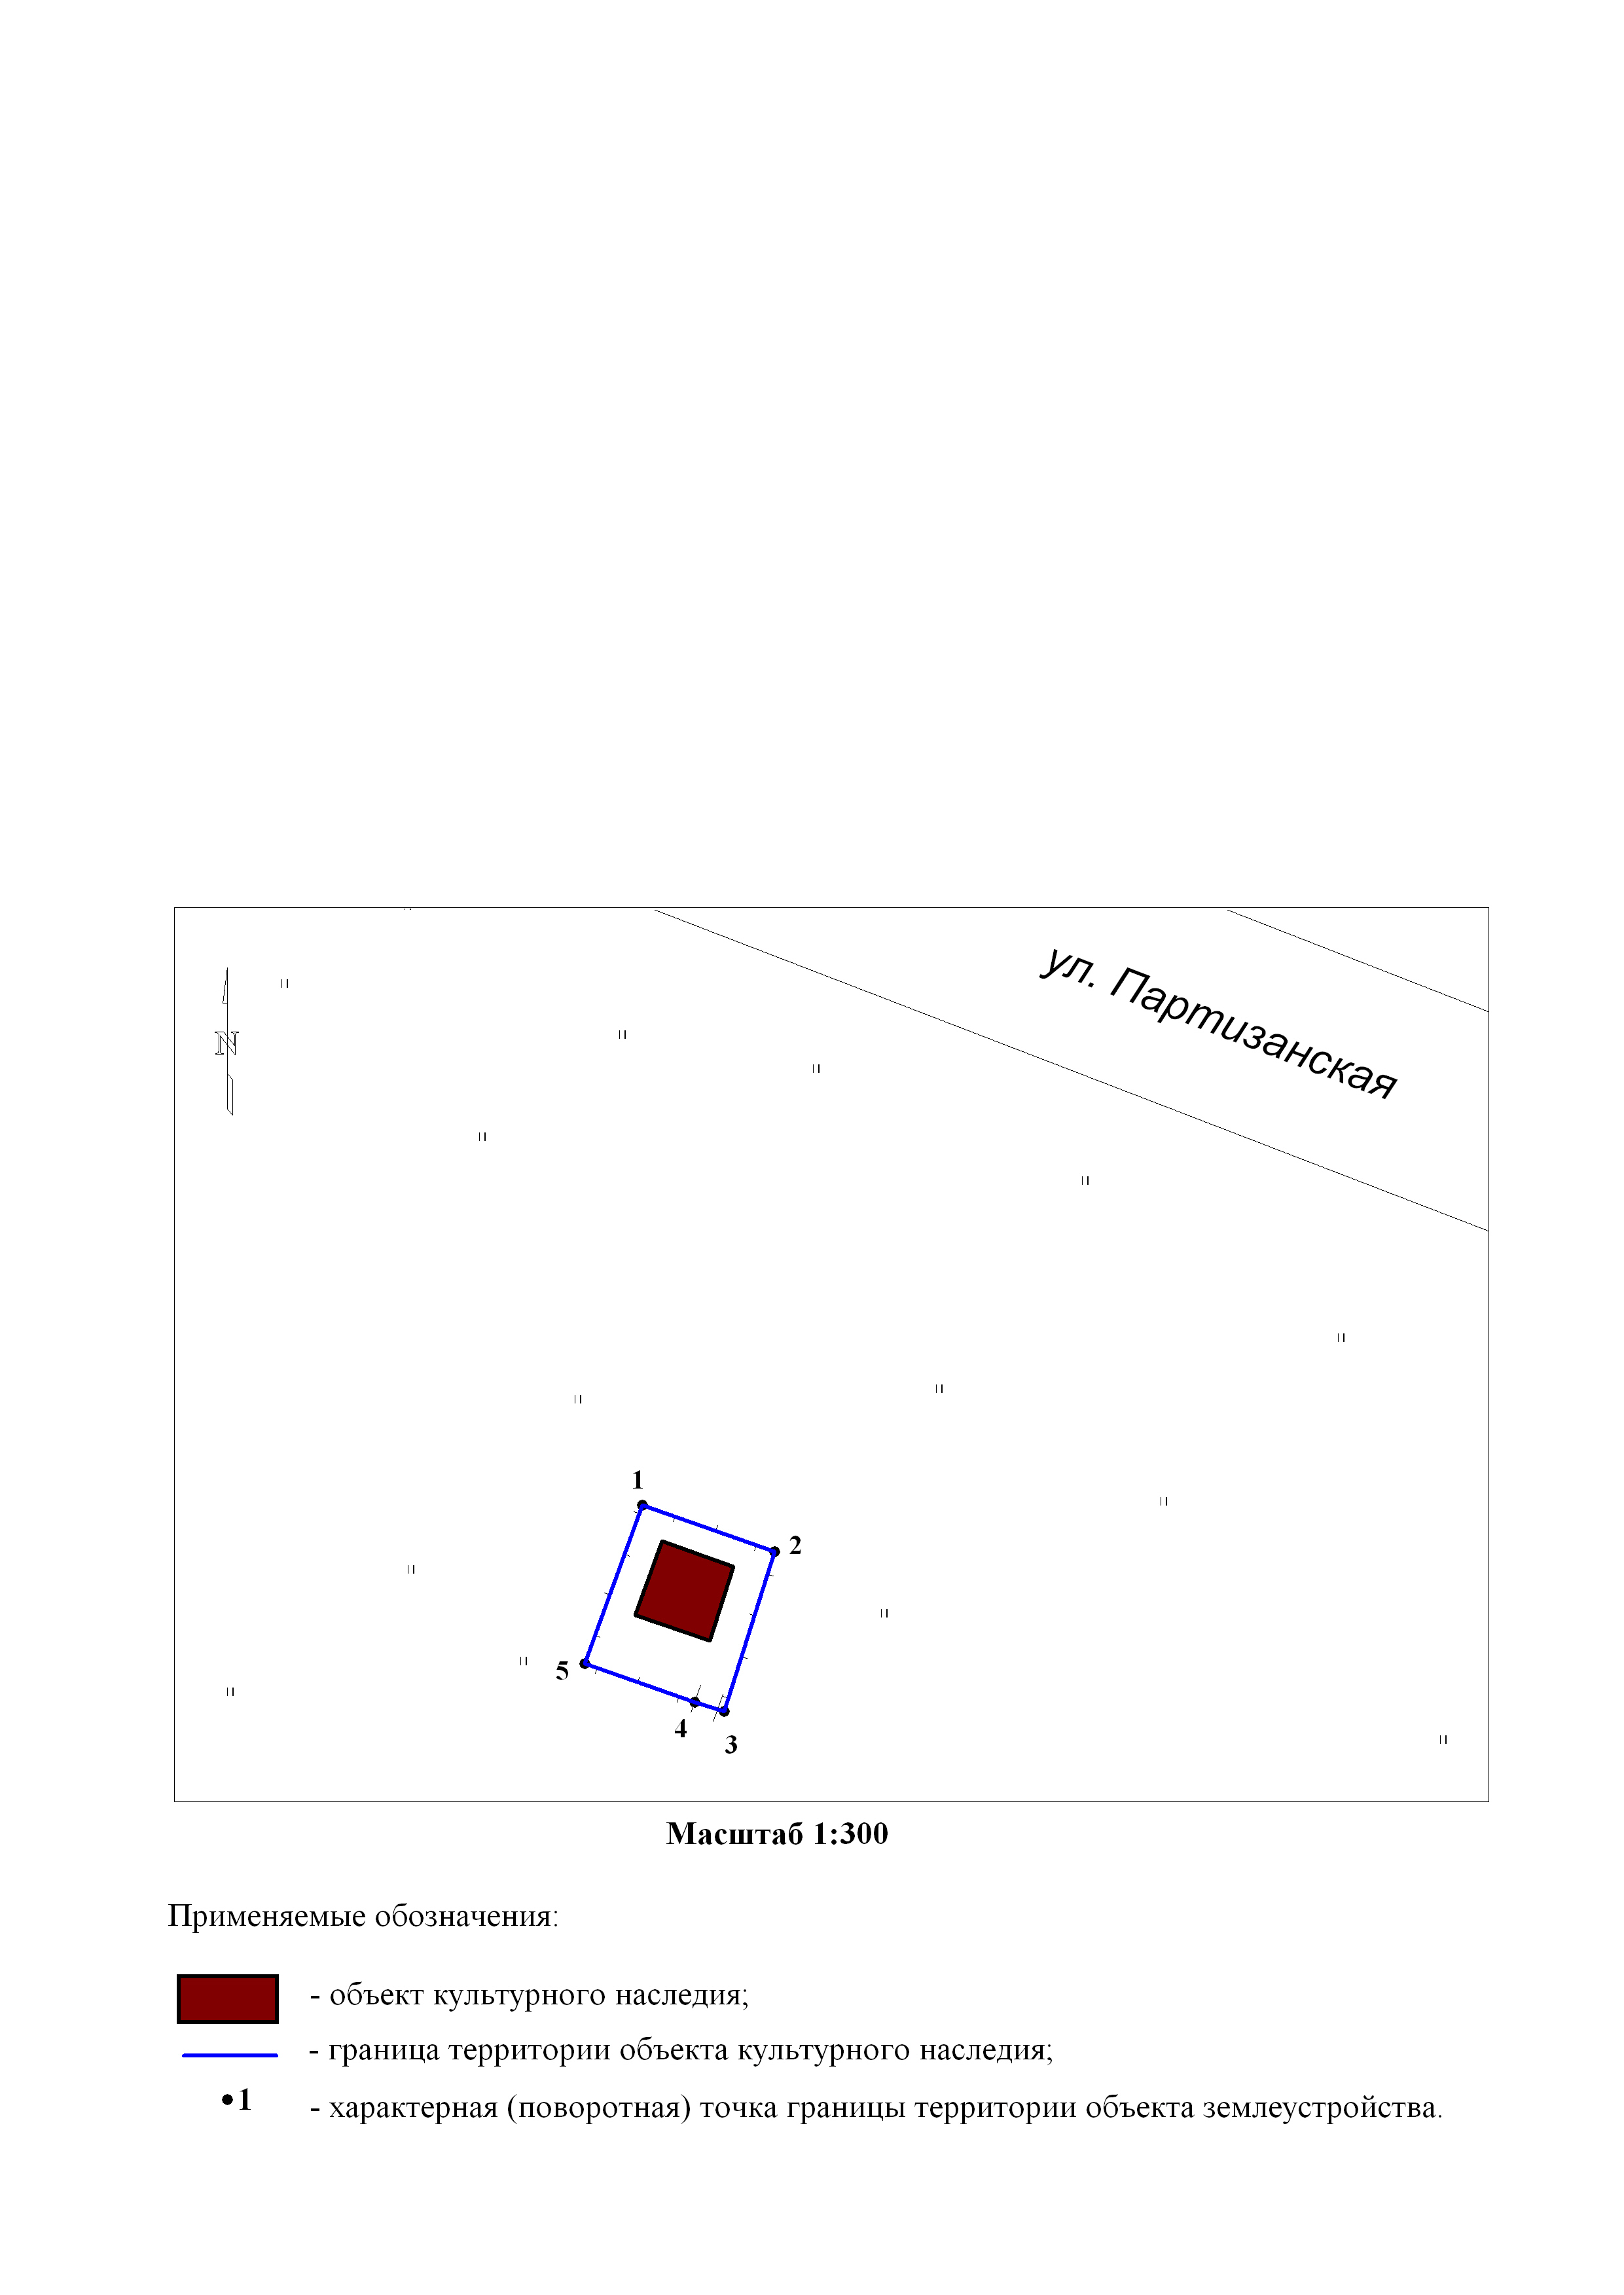 ул. Партизанская
N
1
2
5
4
3
Масштаб 1:300
Применяемые обозначения:
- объект культурного наследия;
- граница территории объекта культурного наследия;
1 - характерная (поворотная) точка границы территории объекта землеустройства.